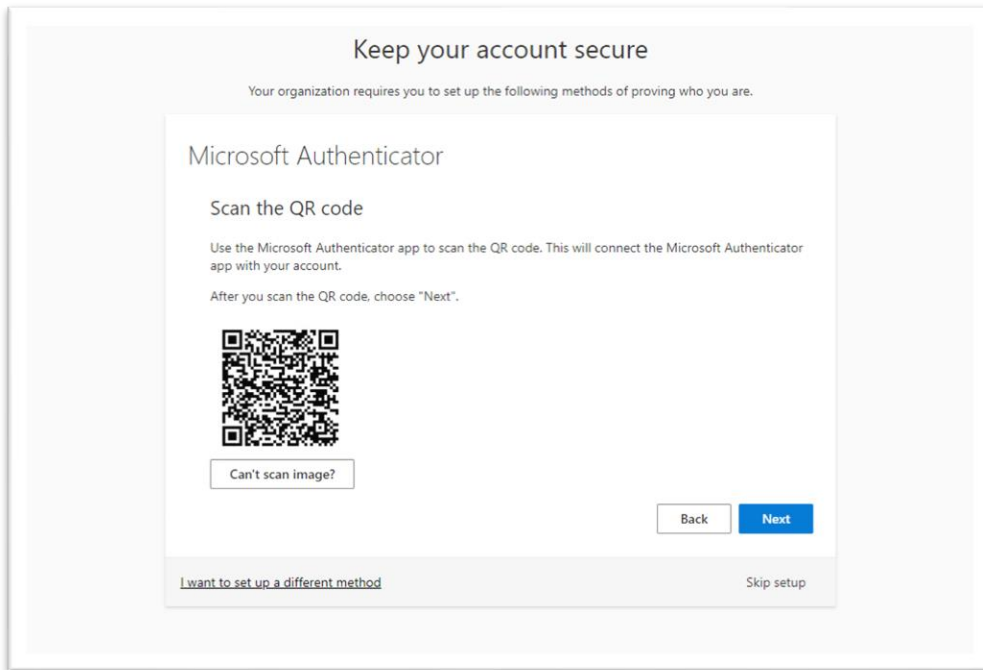 Keep your account secure
Your organization requires you to set up the following methods of proving who you are.
Microsoft Authenticator
Scan the QR code
Use the Microsoft Authenticator app to scan the QR code. This will connect the Microsoft Authenticator
app with your account.
After you scan the QR code, choose "Next".
Can't scan image?
Back Next
I want to set up a different method Skip setup